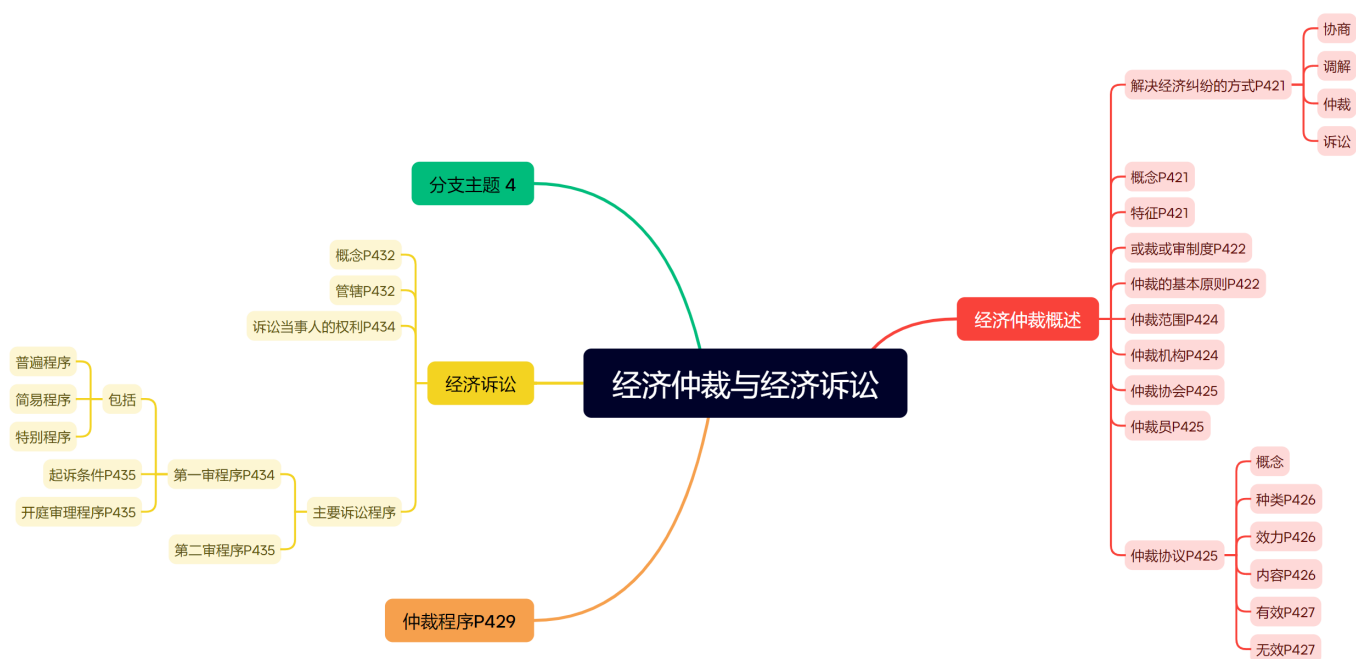 经济仲裁与经济诉讼
经济仲裁概述
解决经济纠纷的方式P421
协商
调解
仲裁
诉讼
概念P421
特征P421
或裁或审制度P422
仲裁的基本原则P422
仲裁范围P424
仲裁机构P424
仲裁协会P425
仲裁员P425
仲裁协议P425
概念
种类P426
效力P426
内容P426
有效P427
无效P427
仲裁程序P429
经济诉讼
概念P432
管辖P432
诉讼当事人的权利P434
主要诉讼程序
第一审程序P434
包括
普遍程序
简易程序
特别程序
起诉条件P435
开庭审理程序P435
第二审程序P435
分支主题 4